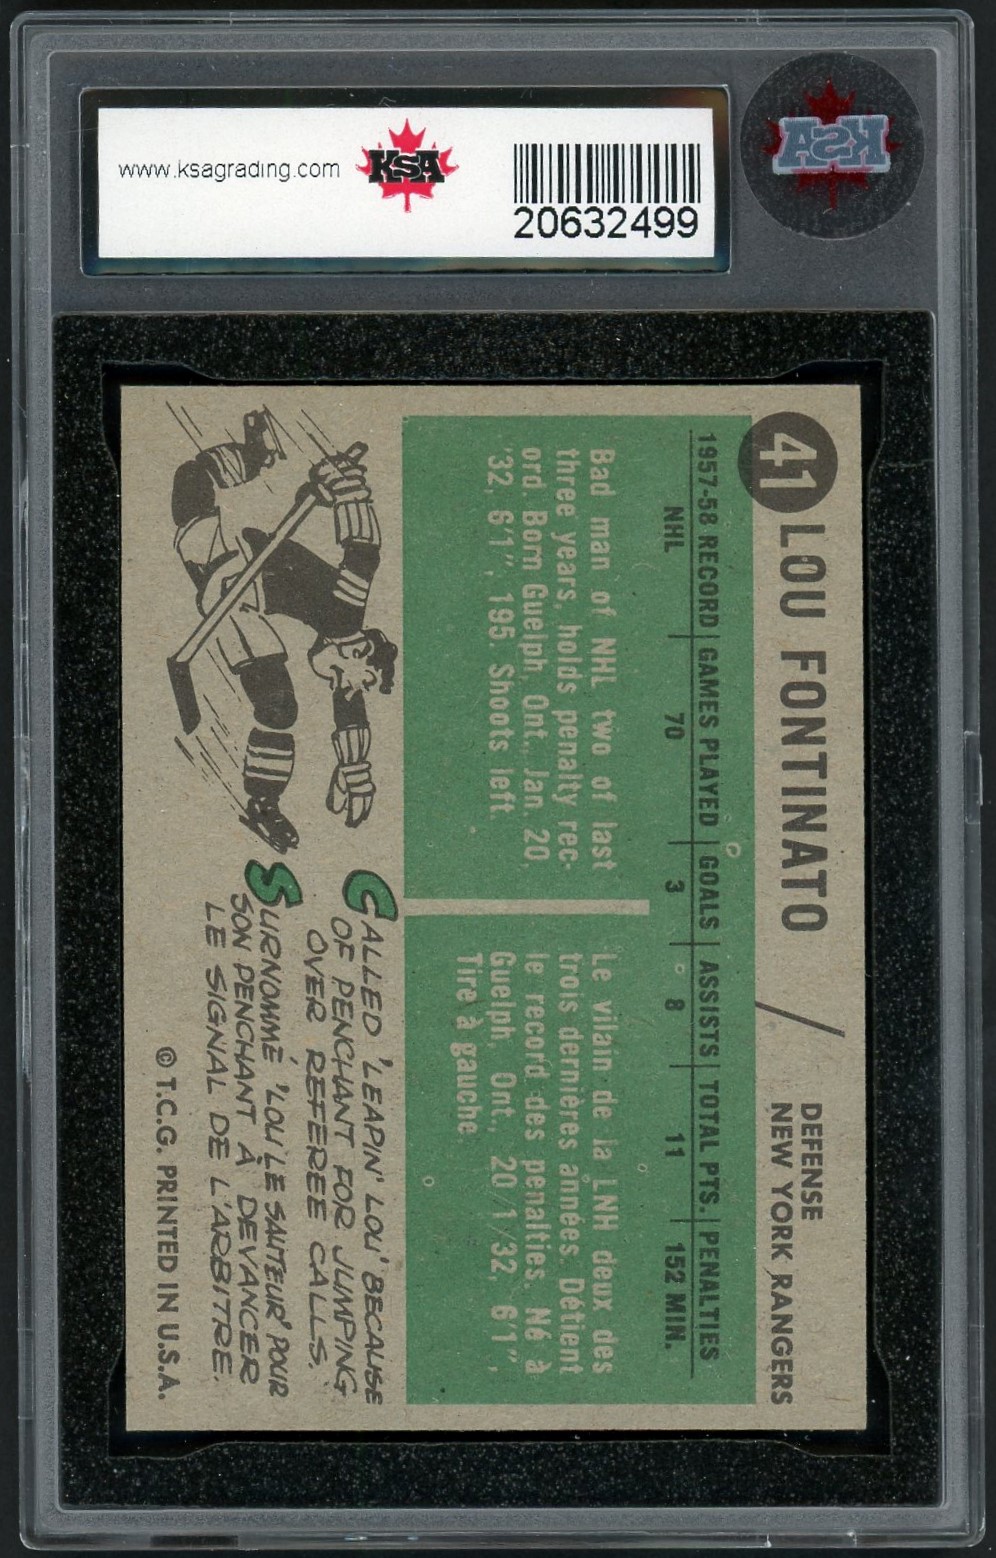 www.ksagrading.com
KSA
20632499
KSA
41 LOU FONTINATO / DEFENSE
NEW YORK RANGERS
1957-58 RECORD | GAMES PLAYED | GOALS | ASSISTS | TOTAL PTS. | PENALTIES
NHL 70 3 8 11 152 MIN.
Bad man of NHL two of last
three years, holds penalty rec-
ord. Born Guelph, Ont., Jan. 20,
'32, 6'1", 195. Shoots left.
Le vilain de la LNH deux des
trois dernières années. Détient
le record des penalties. Né à
Guelph, Ont., 20/1/32, 6'1",
Tire à gauche.
CALLED 'LEAPIN' LOU' BECAUSE
OF PENCHANT FOR JUMPING
OVER REFEREE CALLS.
SURNOMMÉ 'LOU LE SAUTEUR' POUR
SON PENCHANT À DEVANCER
LE SIGNAL DE L'ARBITRE.
© T.C.G. PRINTED IN U.S.A.